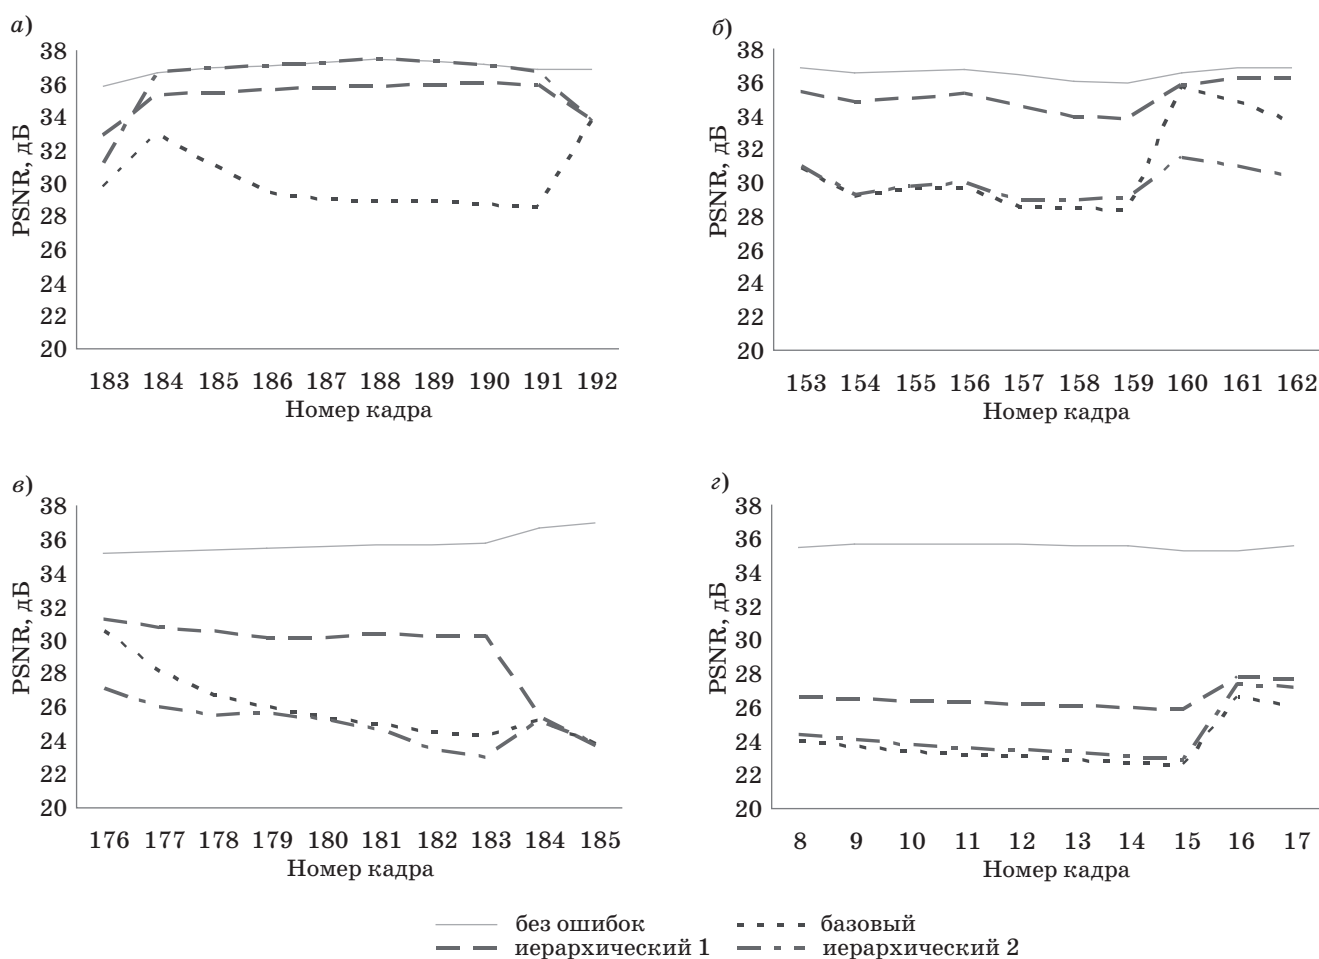 а)
38
36
34
32
30
28
26
24
22
20
PSNR, дБ
183 184 185 186 187 188 189 190 191 192
Номер кадра
б)
38
36
34
32
30
28
26
24
22
20
PSNR, дБ
153 154 155 156 157 158 159 160 161 162
Номер кадра
в)
38
36
34
32
30
28
26
24
22
20
PSNR, дБ
176 177 178 179 180 181 182 183 184 185
Номер кадра
г)
38
36
34
32
30
28
26
24
22
20
PSNR, дБ
8 9 10 11 12 13 14 15 16 17
Номер кадра
без ошибок
базовый
иерархический 1
иерархический 2